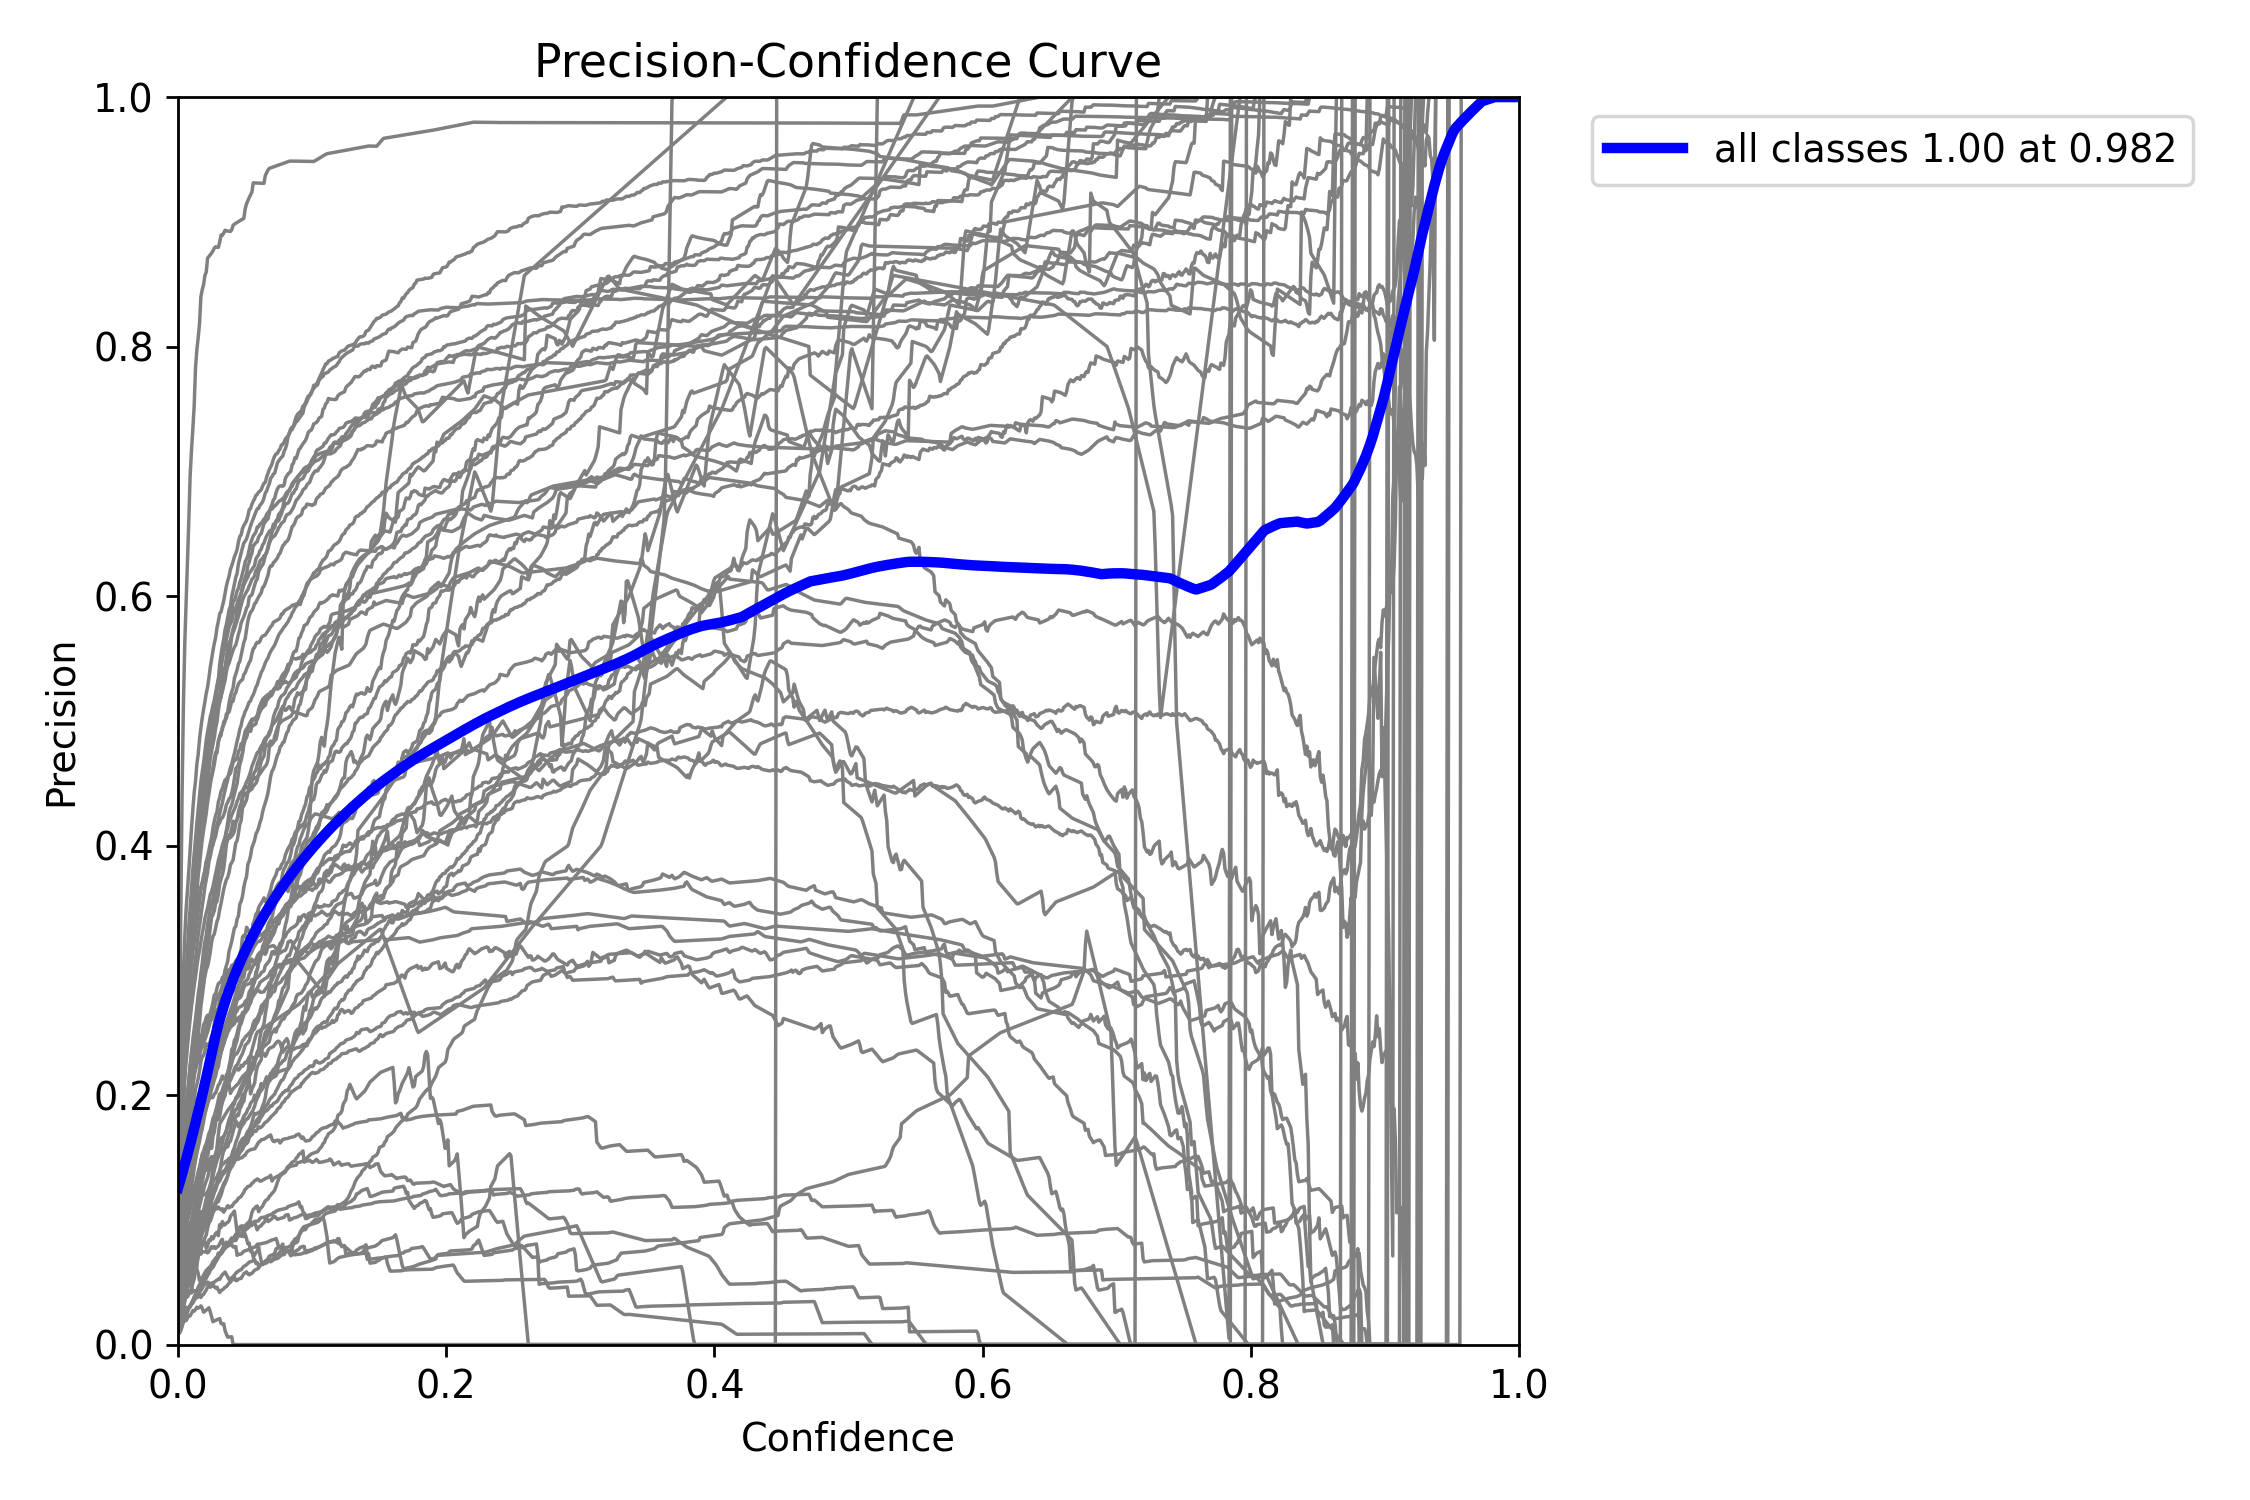 Precision-Confidence Curve
1.0
0.8
0.6
0.4
0.2
0.0
Precision
0.0 0.2 0.4 0.6 0.8 1.0
Confidence
all classes 1.00 at 0.982